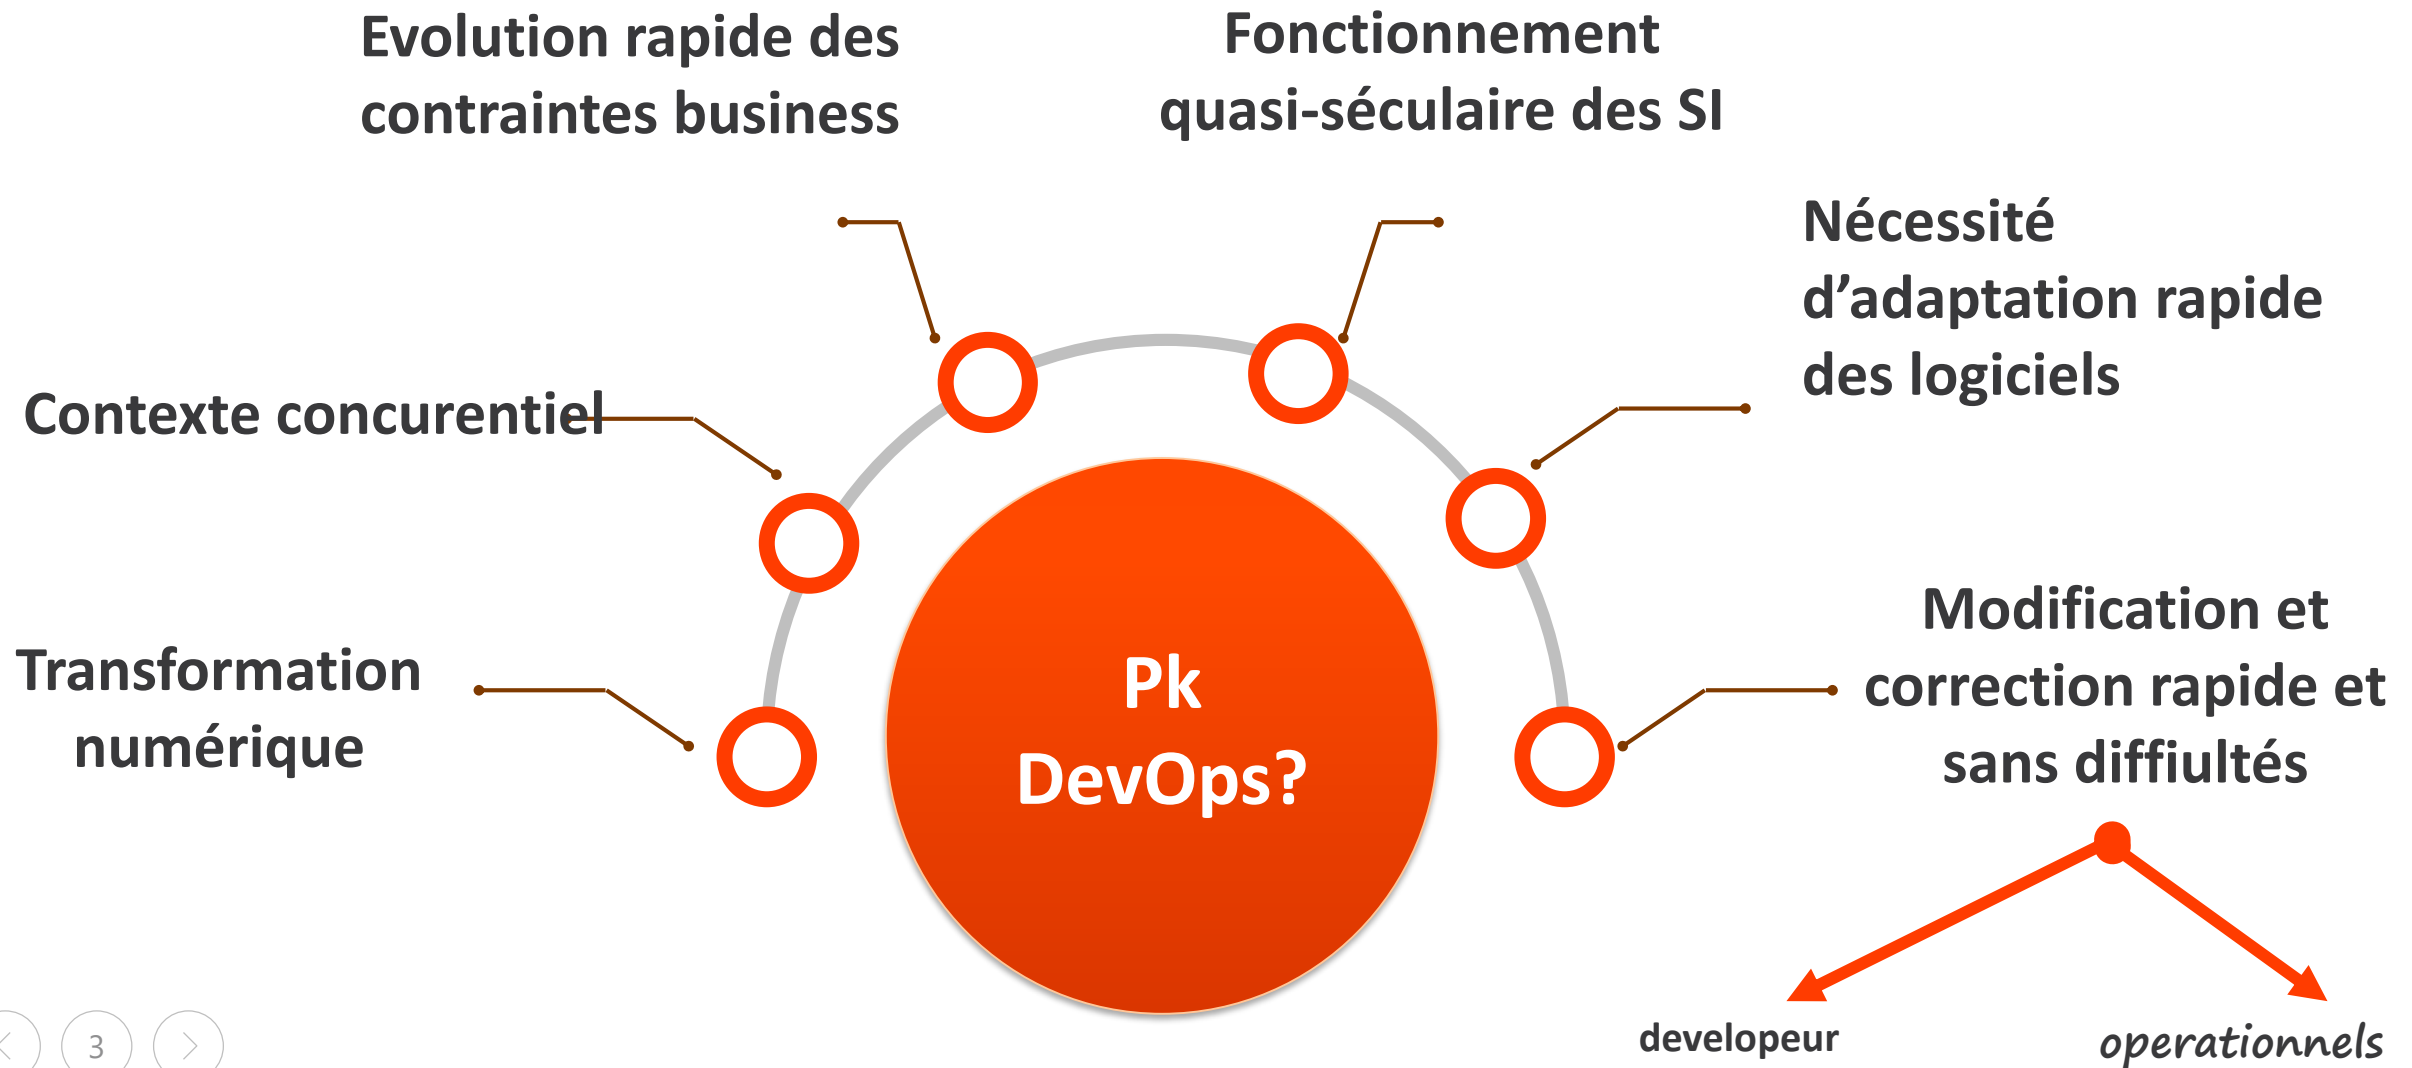 Evolution rapide des
contraintes business
Fonctionnement
quasi-séculaire des SI
Nécessité
d’adaptation rapide
des logiciels
Contexte concurentiel
Transformation
numérique
Pk
DevOps?
Modification et
correction rapide et
sans diffiultés
developeur
operationnels
3